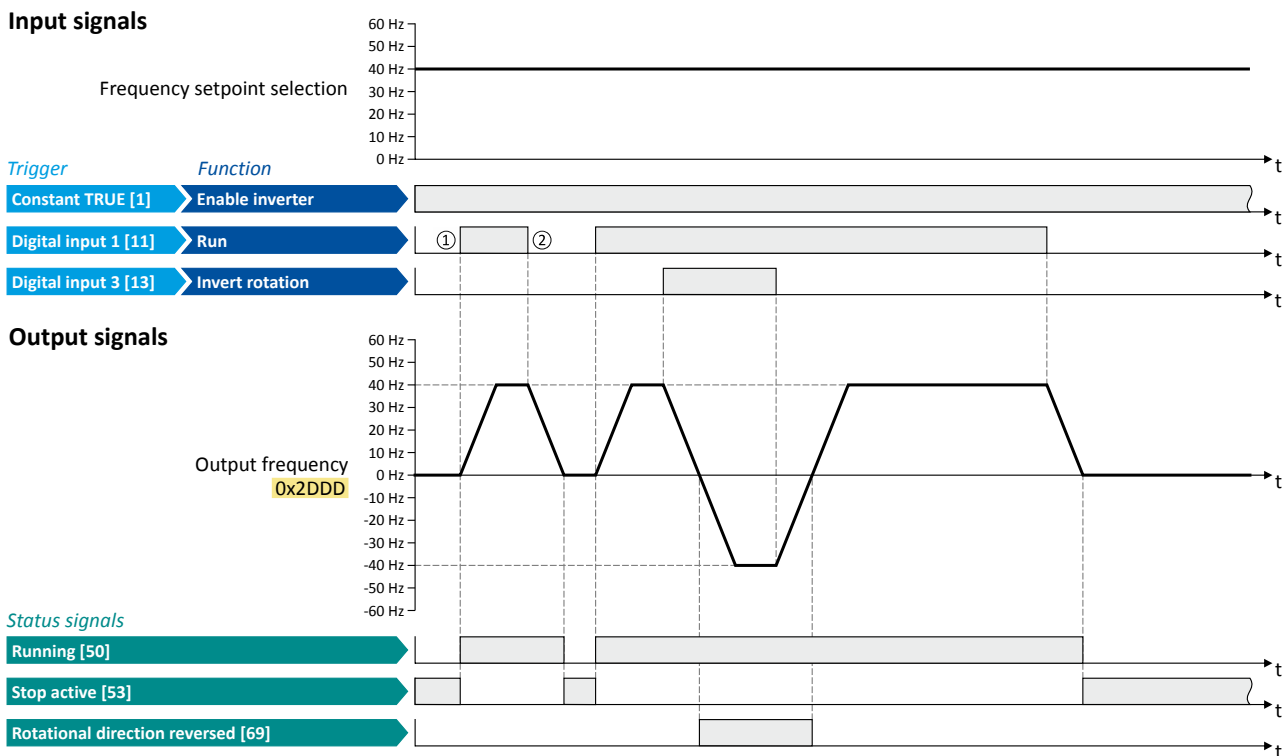 Input signals
60 Hz
50 Hz
40 Hz
30 Hz
20 Hz
10 Hz
0 Hz
Frequency setpoint selection
t
Trigger
Function
Constant TRUE [1]
Enable inverter
t
Digital input 1 [11]
Run
①
②
t
Digital input 3 [13]
Invert rotation
t
Output signals
60 Hz
50 Hz
40 Hz
30 Hz
20 Hz
10 Hz
0 Hz
-10 Hz
-20 Hz
-30 Hz
-40 Hz
-50 Hz
-60 Hz
Output frequency
0x2DDD
t
Status signals
Running [50]
t
Stop active [53]
t
Rotational direction reversed [69]
t